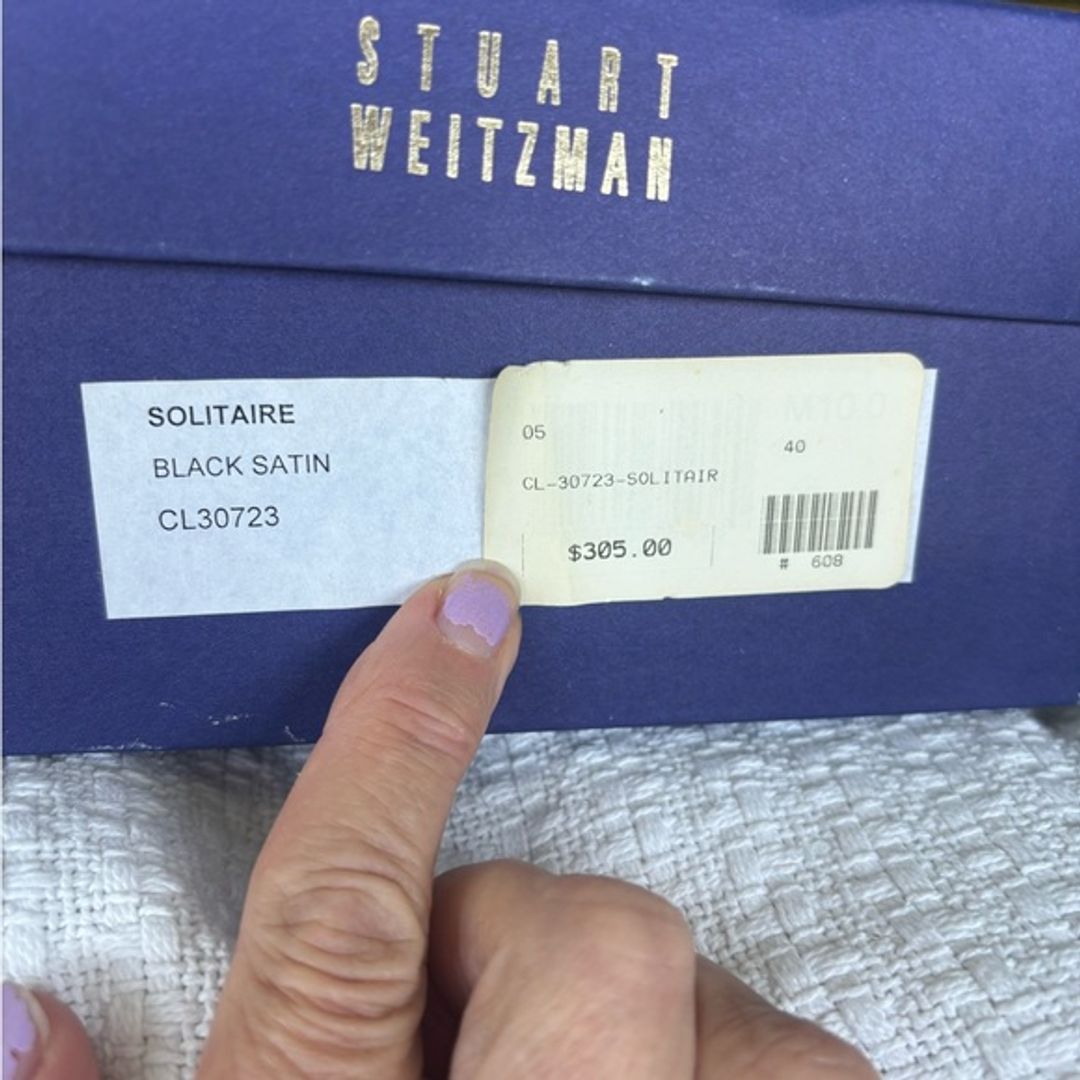 STUART
WEITZMAN
SOLITAIRE
BLACK SATIN
CL30723
05
40
CL-30723-SOLITAIR
$305.00
# 608